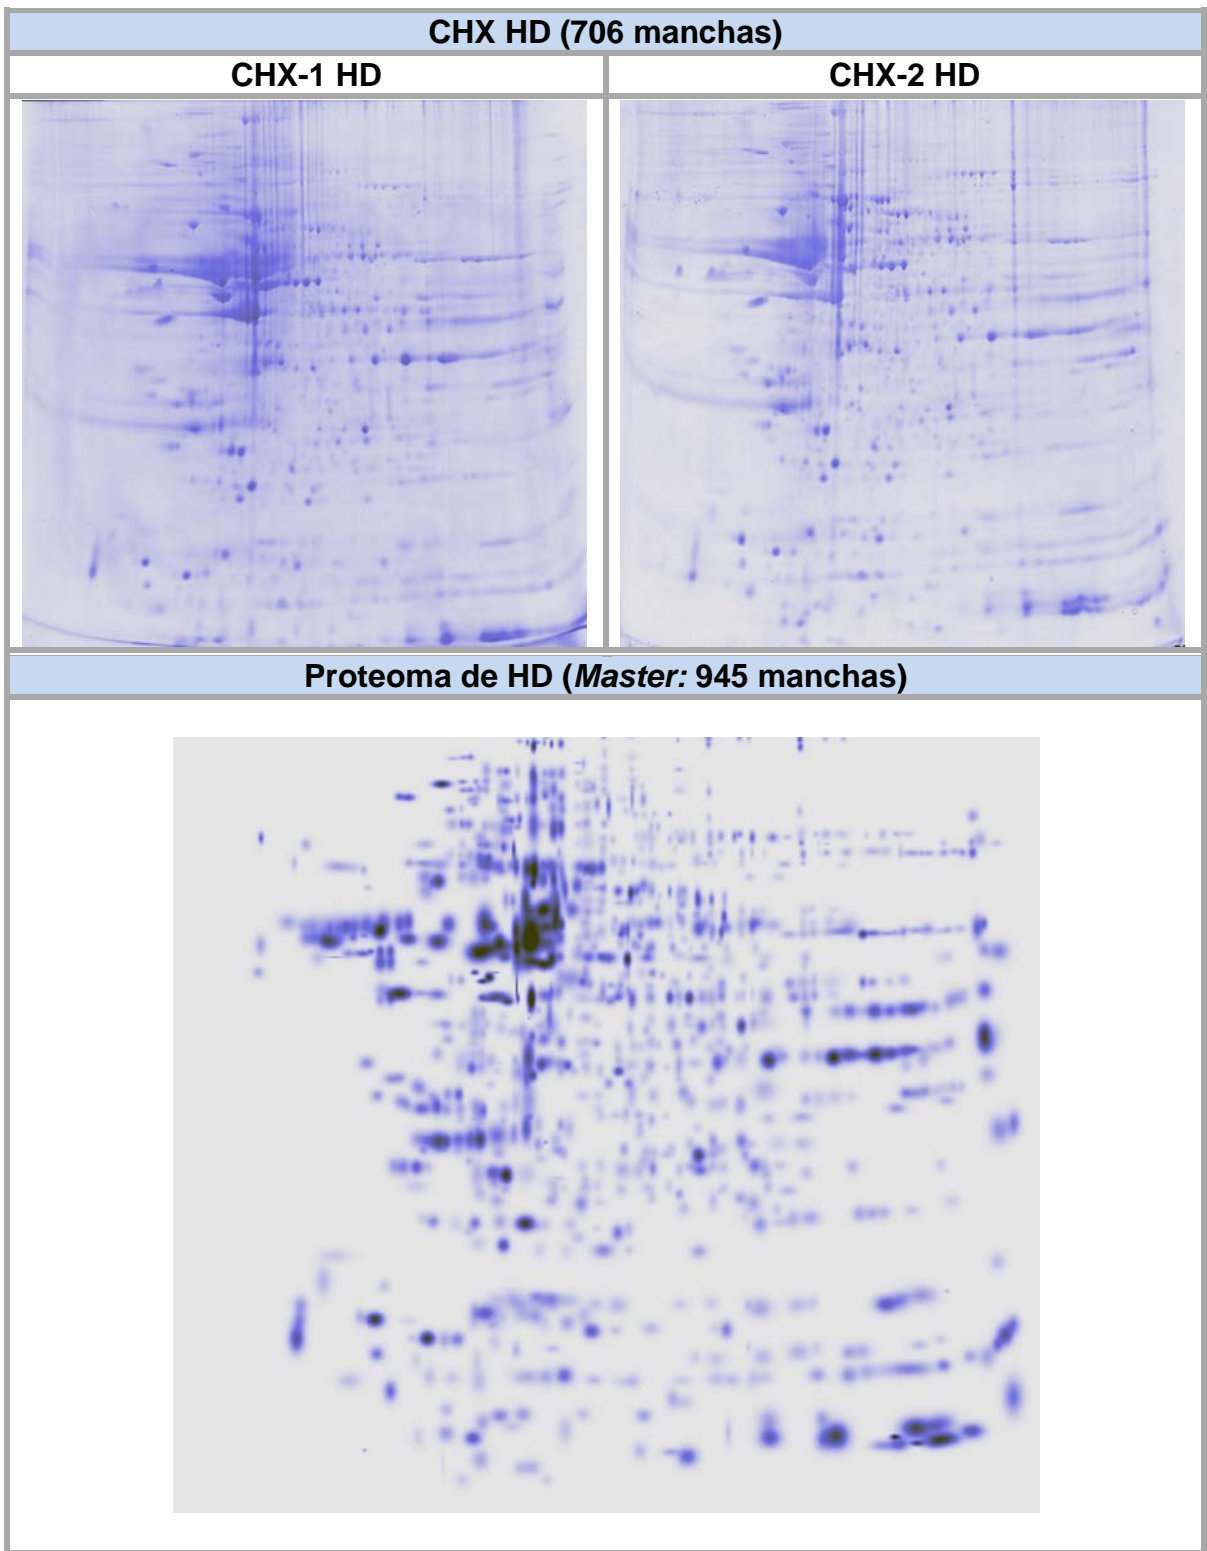 CHX HD (706 manchas)
CHX-1 HD
CHX-2 HD
Proteoma de HD (Master: 945 manchas)